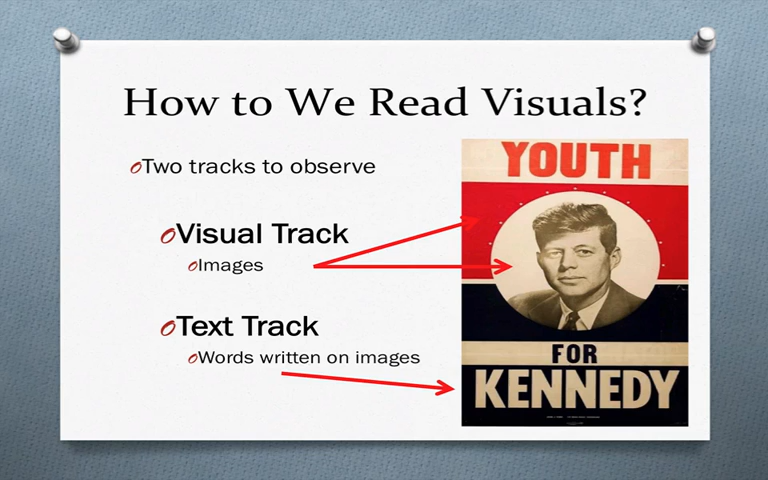 How to We Read Visuals?
Two tracks to observe
Visual Track
Images
Text Track
Words written on images
YOUTH
FOR
KENNEDY